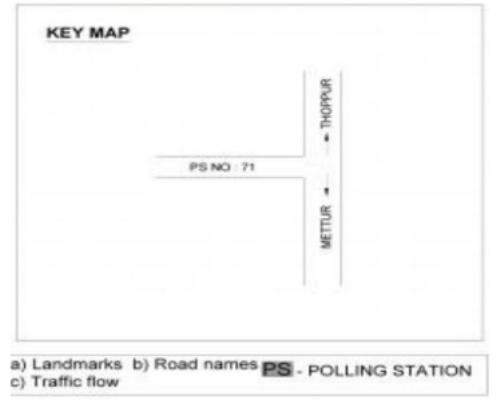 KEY MAP
THOPPUR
PS NO : 71
METTUR
a) Landmarks b) Road names PS - POLLING STATION
c) Traffic flow